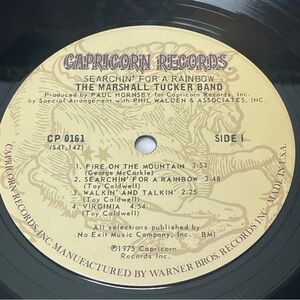 CAPRICORN RECORDS
SEARCHIN' FOR A RAINBOW
THE MARSHALL TUCKER BAND
Produced by PAUL HORNSBY for Capricorn Records, Inc.
by Special Arrangement with PHIL WALDEN & ASSOCIATES, INC.
CP 0161
(S41,142)
SIDE 1
1. FIRE ON THE MOUNTAIN 3:53
(George McCorkle)
2. SEARCHIN' FOR A RAINBOW 3:48
(Toy Caldwell)
3. WALKIN' AND TALKIN' 2:25
(Toy Caldwell)
4. VIRGINIA 4:54
(Toy Caldwell)
All selections published by
No Exit Music Company, Inc. - BMI
©1975 Capricorn
Records Inc.
CAPRICORN RECORDS INC. MANUFACTURED BY WARNER BROS. RECORDS INC. MADE IN U.S.A.